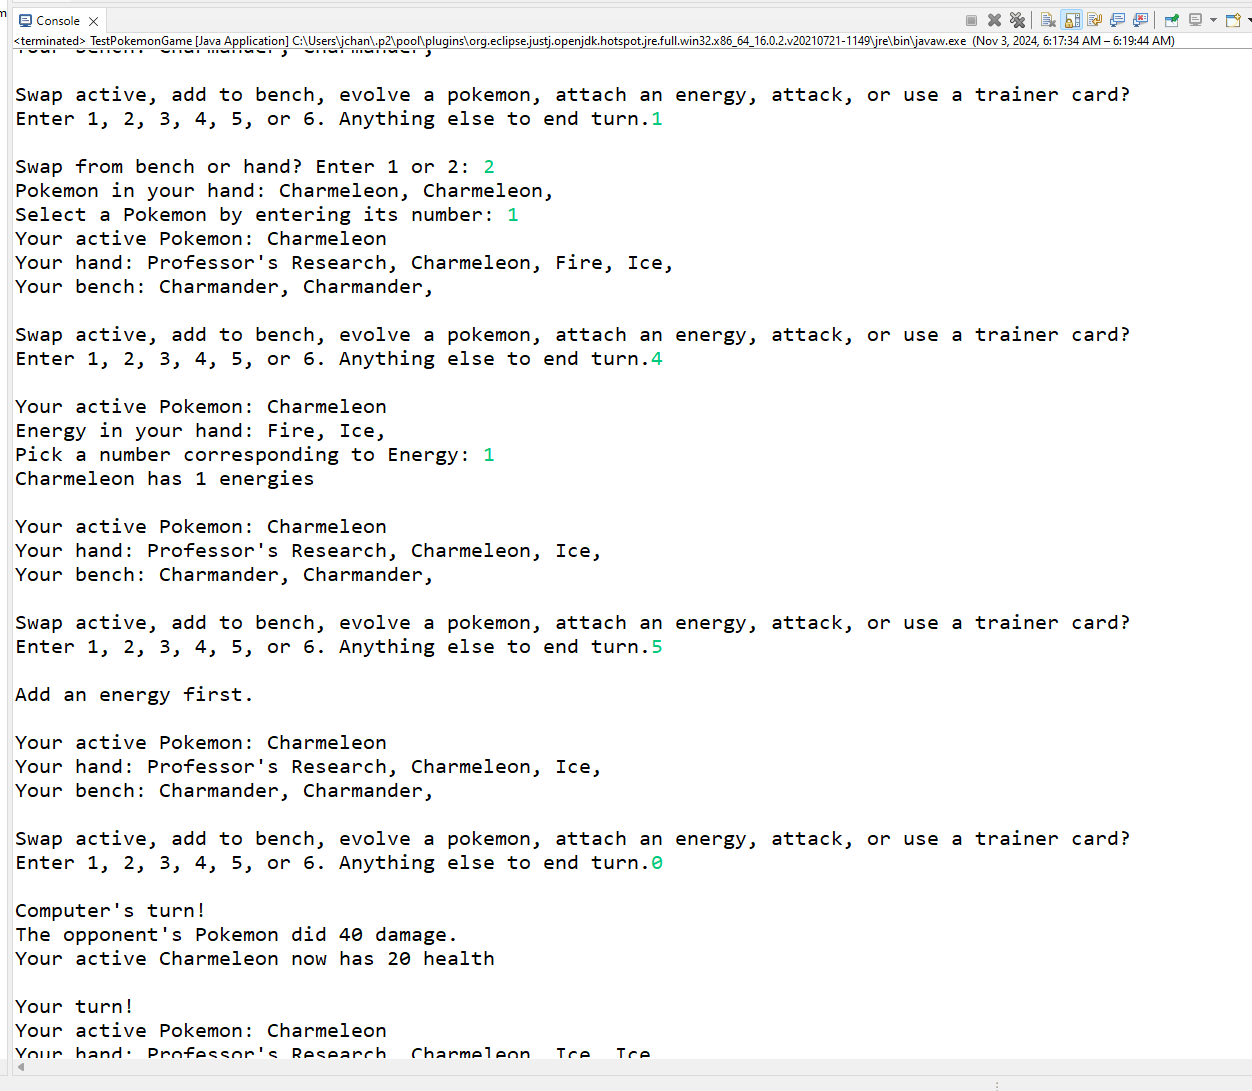 Console
<terminated> TestPokemonGame [Java Application] C:\Users\jchan\.p2\pool\plugins\org.eclipse.justj.openjdk.hotspot.jre.full.win32.x86_64_16.0.2.v20210721-1149\jre\bin\javaw.exe (Nov 3, 2024, 6:17:34 AM – 6:19:44 AM)
Your bench: Charmander, Charmander,
Swap active, add to bench, evolve a pokemon, attach an energy, attack, or use a trainer card?
Enter 1, 2, 3, 4, 5, or 6. Anything else to end turn.1
Swap from bench or hand? Enter 1 or 2: 2
Pokemon in your hand: Charmeleon, Charmeleon,
Select a Pokemon by entering its number: 1
Your active Pokemon: Charmeleon
Your hand: Professor's Research, Charmeleon, Fire, Ice,
Your bench: Charmander, Charmander,
Swap active, add to bench, evolve a pokemon, attach an energy, attack, or use a trainer card?
Enter 1, 2, 3, 4, 5, or 6. Anything else to end turn.4
Your active Pokemon: Charmeleon
Energy in your hand: Fire, Ice,
Pick a number corresponding to Energy: 1
Charmeleon has 1 energies
Your active Pokemon: Charmeleon
Your hand: Professor's Research, Charmeleon, Ice,
Your bench: Charmander, Charmander,
Swap active, add to bench, evolve a pokemon, attach an energy, attack, or use a trainer card?
Enter 1, 2, 3, 4, 5, or 6. Anything else to end turn.5
Add an energy first.
Your active Pokemon: Charmeleon
Your hand: Professor's Research, Charmeleon, Ice,
Your bench: Charmander, Charmander,
Swap active, add to bench, evolve a pokemon, attach an energy, attack, or use a trainer card?
Enter 1, 2, 3, 4, 5, or 6. Anything else to end turn.0
Computer's turn!
The opponent's Pokemon did 40 damage.
Your active Charmeleon now has 20 health
Your turn!
Your active Pokemon: Charmeleon
Your hand: Professor's Research, Charmeleon, Ice, Ice